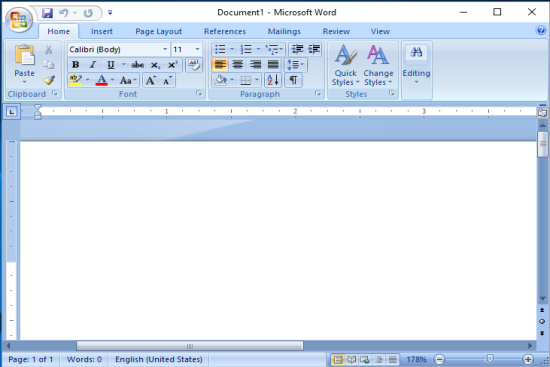 Document1 - Microsoft Word
Home Insert Page Layout References Mailings Review View
Calibri (Body) 11
Paste
B I U abc x₂ x²
ab A Aa A A
A Z
Quick Styles
Change Styles
Editing
Clipboard Font Paragraph Styles
L 1 2 3
Page: 1 of 1 Words: 0 English (United States) 178%